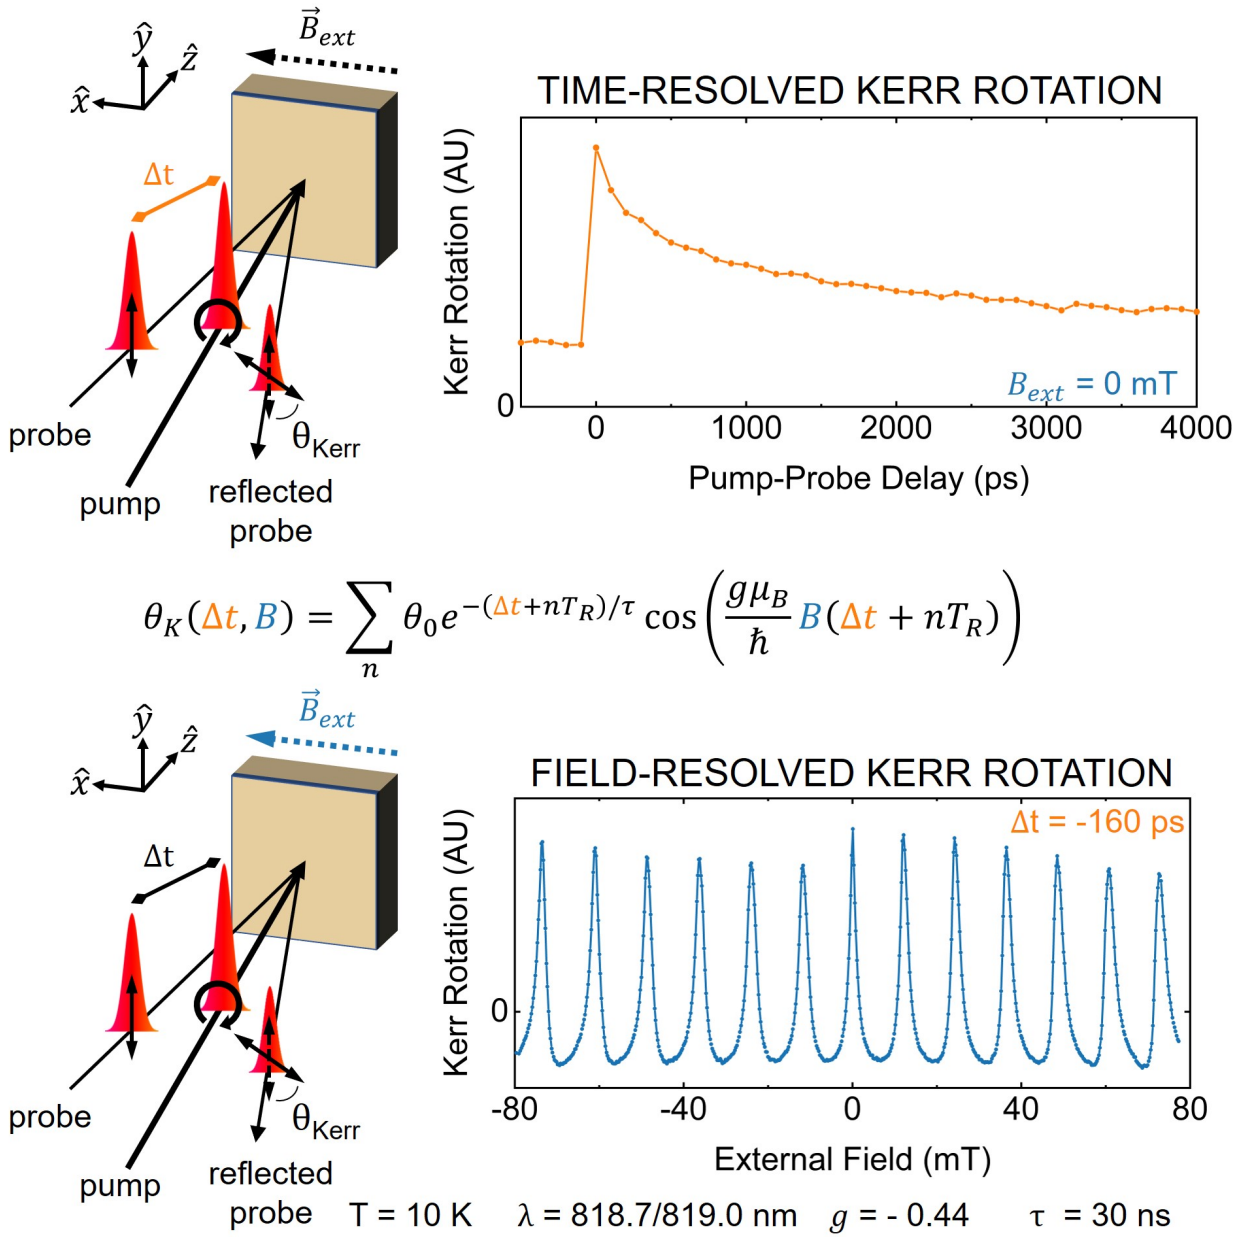 B⃗ext
ŷ
ẑ
x̂
Δt
probe
pump
θKerr
reflected
probe
TIME-RESOLVED KERR ROTATION
Kerr Rotation (AU)
0
Bext = 0 mT
0 1000 2000 3000 4000
Pump-Probe Delay (ps)
θK(Δt, B) = ∑n θ0e−(Δt+nTR)/τ cos(gμB/ħ B(Δt + nTR))
B⃗ext
ŷ
ẑ
x̂
Δt
probe
pump
θKerr
reflected
probe
FIELD-RESOLVED KERR ROTATION
Kerr Rotation (AU)
Δt = -160 ps
0
-80 -40 0 40 80
External Field (mT)
T = 10 K λ = 818.7/819.0 nm g = - 0.44 τ = 30 ns